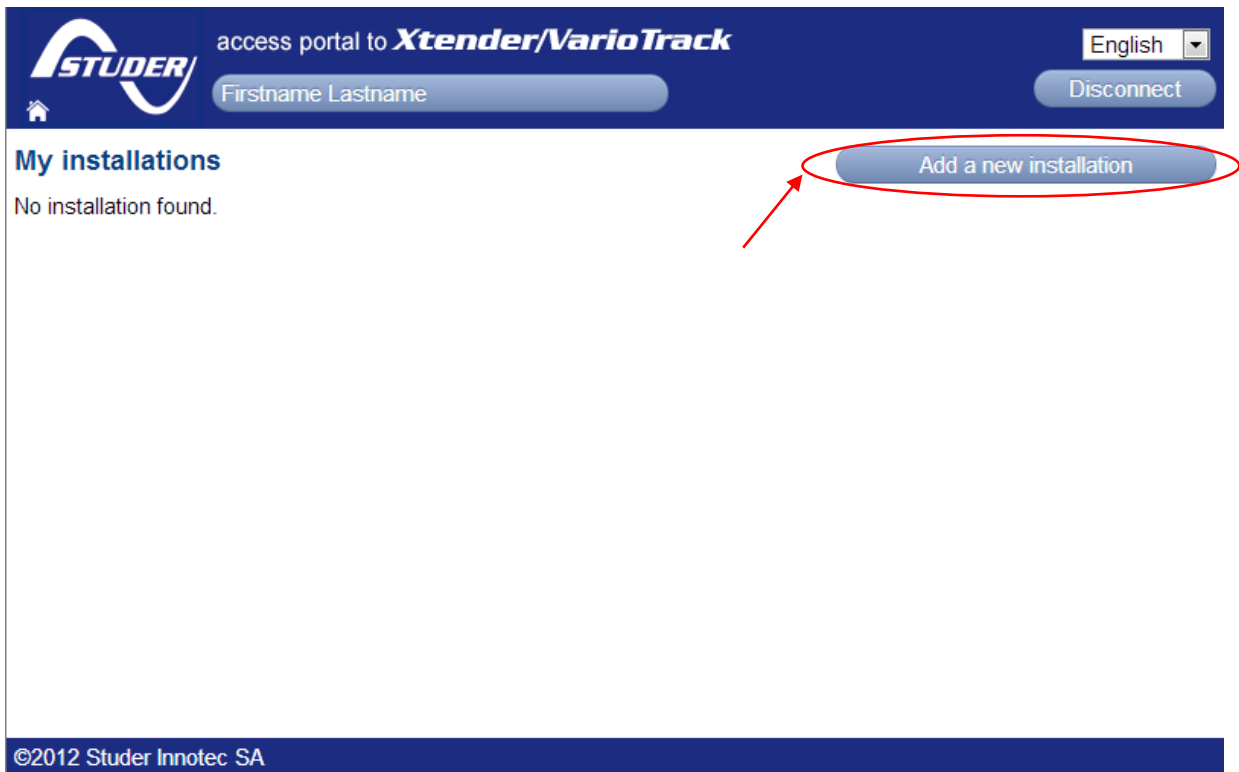 STUDER
access portal to Xtender/VarioTrack
English
Firstname Lastname
Disconnect
My installations
Add a new installation
No installation found.
©2012 Studer Innotec SA